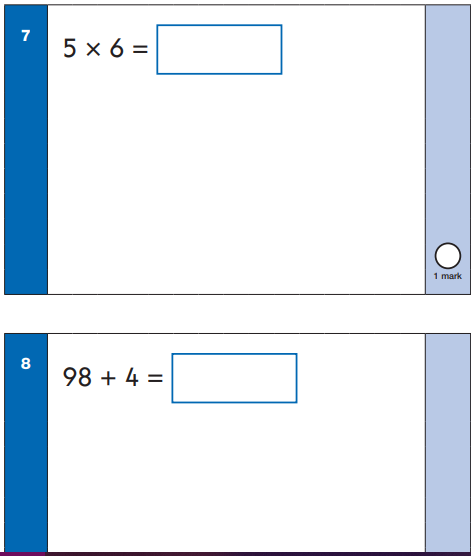 7
5 × 6 =
1 mark
8
98 + 4 =